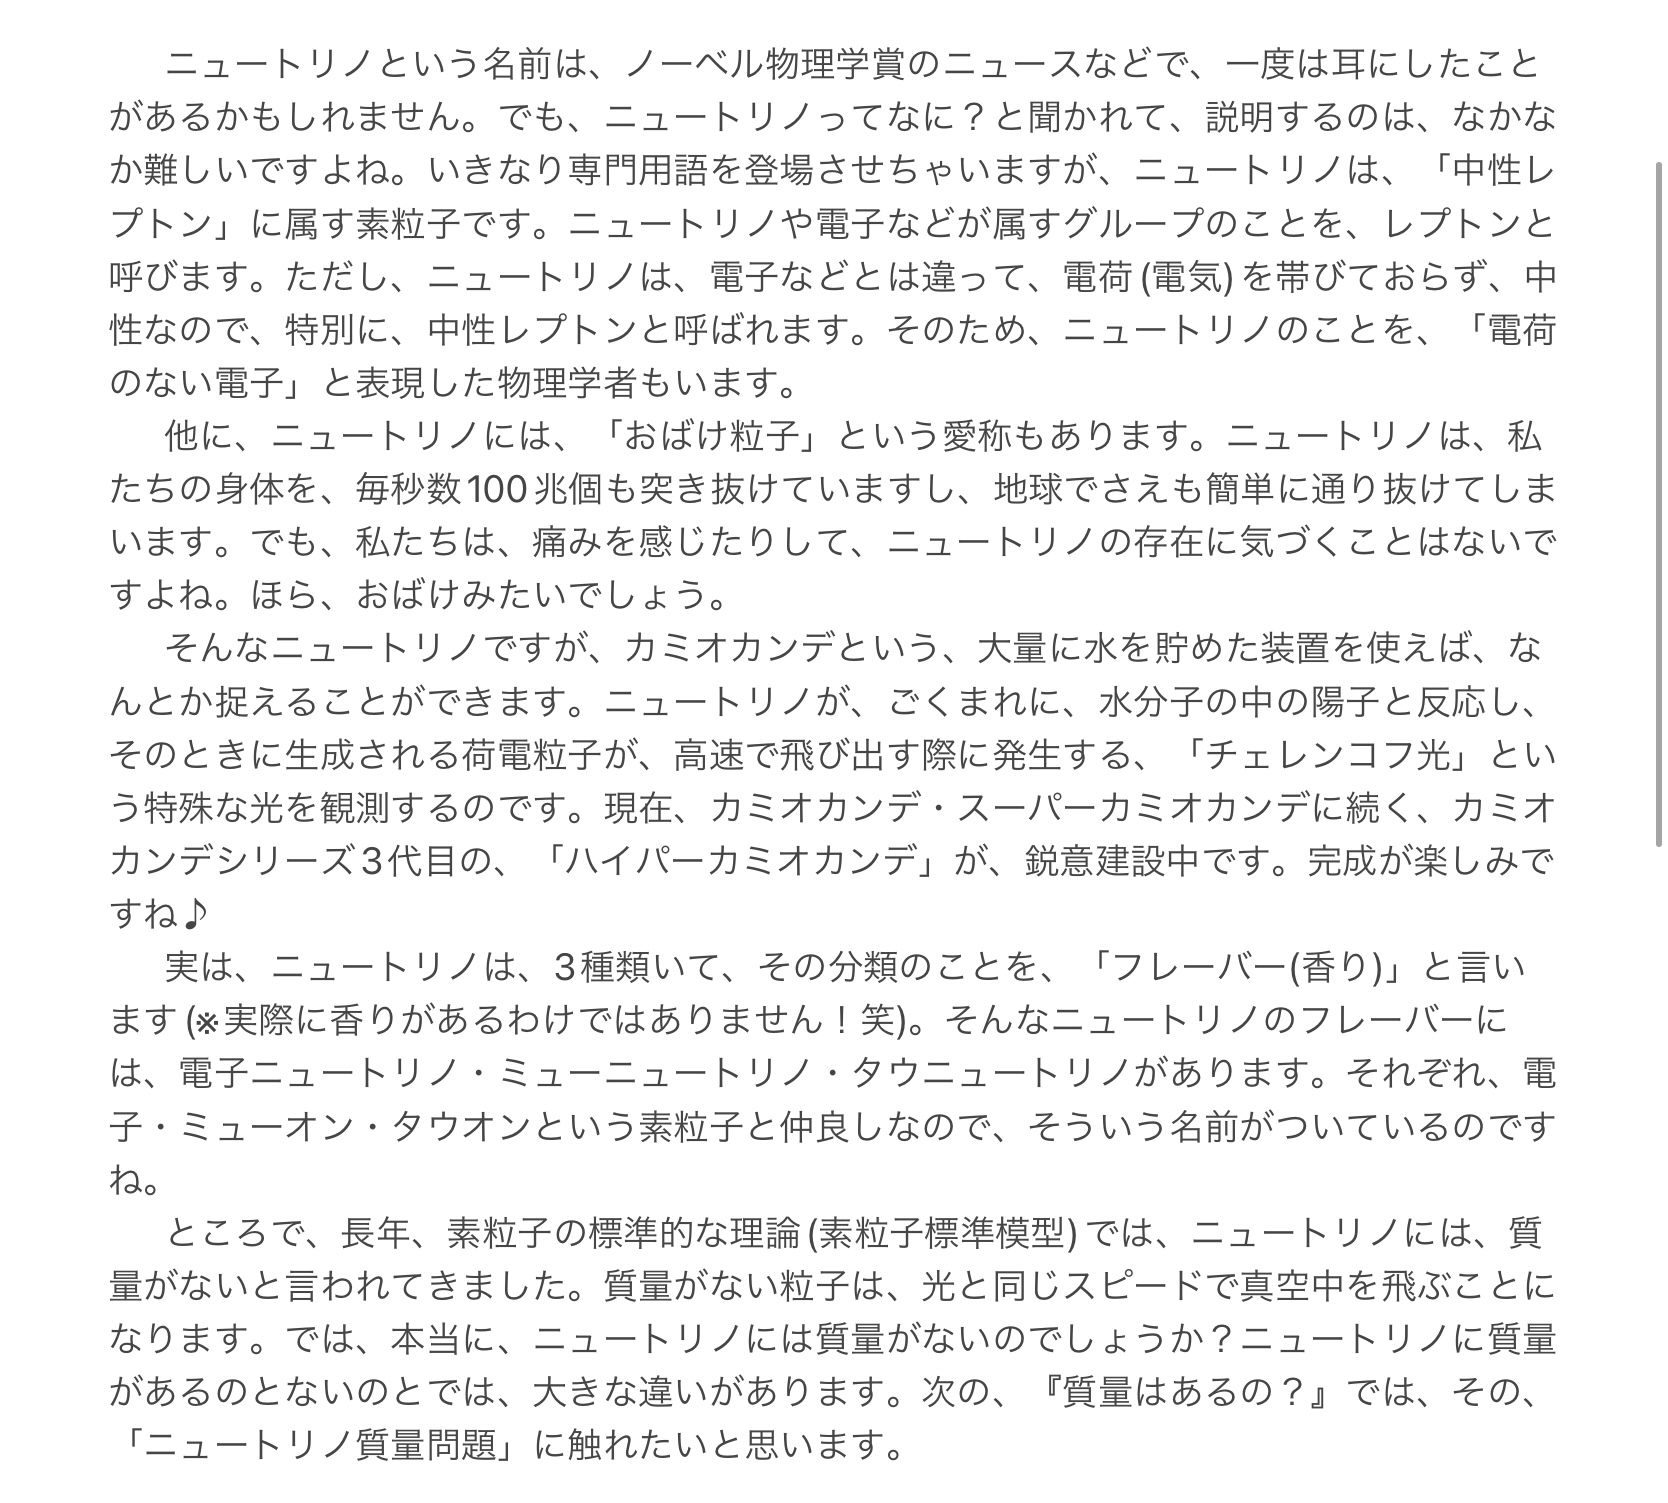 ニュートリノという名前は、ノーベル物理学賞のニュースなどで、一度は耳にしたこと
があるかもしれません。でも、ニュートリノってなに？と聞かれて、説明するのは、なかな
か難しいですよね。いきなり専門用語を登場させちゃいますが、ニュートリノは、「中性レ
プトン」に属す素粒子です。ニュートリノや電子などが属すグループのことを、レプトンと
呼びます。ただし、ニュートリノは、電子などとは違って、電荷(電気)を帯びておらず、中
性なので、特別に、中性レプトンと呼ばれます。そのため、ニュートリノのことを、「電荷
のない電子」と表現した物理学者もいます。
他に、ニュートリノには、「おばけ粒子」という愛称もあります。ニュートリノは、私
たちの身体を、毎秒数100兆個も突き抜けていますし、地球でさえも簡単に通り抜けてしま
います。でも、私たちは、痛みを感じたりして、ニュートリノの存在に気づくことはないで
すよね。ほら、おばけみたいでしょう。
そんなニュートリノですが、カミオカンデという、大量に水を貯めた装置を使えば、な
んとか捉えることができます。ニュートリノが、ごくまれに、水分子の中の陽子と反応し、
そのときに生成される荷電粒子が、高速で飛び出す際に発生する、「チェレンコフ光」とい
う特殊な光を観測するのです。現在、カミオカンデ・スーパーカミオカンデに続く、カミオ
カンデシリーズ3代目の、「ハイパーカミオカンデ」が、鋭意建設中です。完成が楽しみで
すね♪
実は、ニュートリノは、3種類いて、その分類のことを、「フレーバー(香り)」と言い
ます(※実際に香りがあるわけではありません！笑)。そんなニュートリノのフレーバーに
は、電子ニュートリノ・ミューニュートリノ・タウニュートリノがあります。それぞれ、電
子・ミューオン・タウオンという素粒子と仲良しなので、そういう名前がついているのです
ね。
ところで、長年、素粒子の標準的な理論(素粒子標準模型)では、ニュートリノには、質
量がないと言われてきました。質量がない粒子は、光と同じスピードで真空中を飛ぶことに
なります。では、本当に、ニュートリノには質量がないのでしょうか？ニュートリノに質量
があるのとないのとでは、大きな違いがあります。次の、『質量はあるの？』では、その、
「ニュートリノ質量問題」に触れたいと思います。